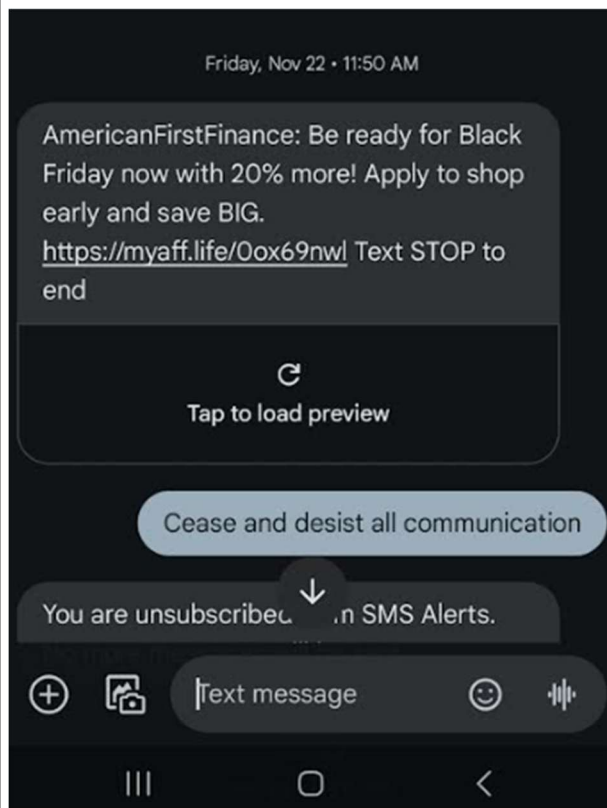 Friday, Nov 22 • 11:50 AM
AmericanFirstFinance: Be ready for Black
Friday now with 20% more! Apply to shop
early and save BIG.
https://myaff.life/0ox69nwl Text STOP to
end
Tap to load preview
Cease and desist all communication
You are unsubscribed SMS Alerts.
Text message